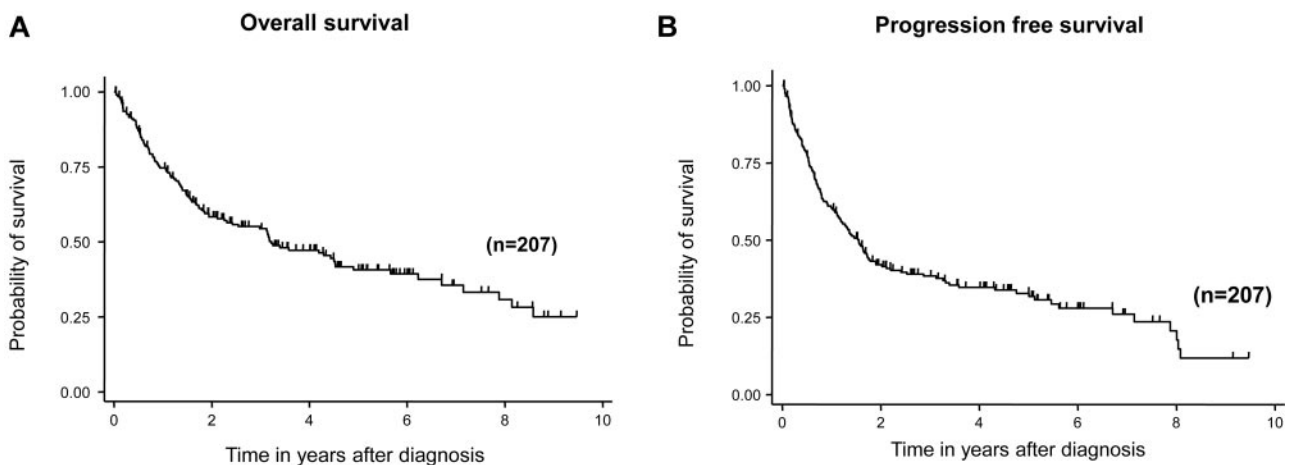 A
Overall survival
Probability of survival
1.00
0.75
0.50
0.25
0.00
(n=207)
0 2 4 6 8 10
Time in years after diagnosis
B
Progression free survival
Probability of survival
1.00
0.75
0.50
0.25
0.00
(n=207)
0 2 4 6 8 10
Time in years after diagnosis